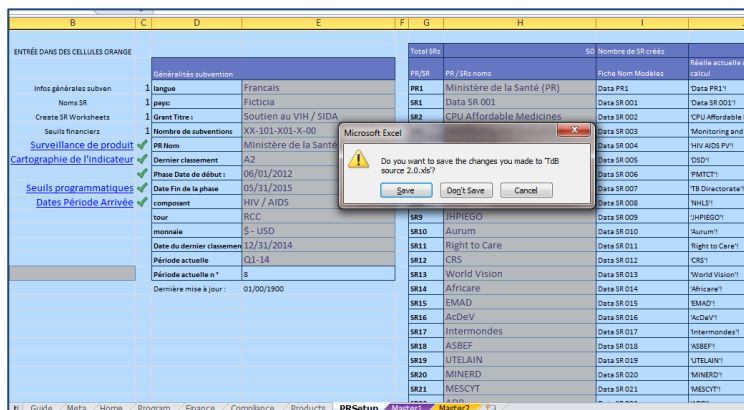 B C D E F G H I
ENTRÉE DANS DES CELLULES ORANGE
Total SRs 50 Nombre de SR créés
Généralités subvention
PR/SR PR / SRs noms Fiche Nom Modèles
Réelle actuelle
calcul
Infos générales subven 1 langue Francais PR1 Ministère de la Santé (PR) Data PR1 'Data PR1'!
Noms SR 1 pays: Ficticia SR1 Data SR 001 Data SR 001 'Data SR 001'!
Create SR Worksheets 1 Grant Titre : Soutien au VIH / SIDA SR2 CPU Affordable Medicines Data SR 002
Seuils financiers 1 Nombre de subventions XX-101-X01-X-00 Data SR 003 'Monitoring and
Surveillance de produit PR Nom Ministère de la Santé Data SR 004 'HIV AIDS PV'!
Cartographie de l'indicateur Dernier classement A2 Data SR 005 'DSD'!
Phase Date de début : 06/01/2012 Data SR 006 'PMTCT'!
Seuils programmatiques Date Fin de la phase 05/31/2015 Data SR 007 'TB Directorate'!
Dates Période Arrivée composant HIV / AIDS Data SR 008 'NHLS'!
tour RCC SR9 JHPIEGO Data SR 009 'JHPIEGO'!
monnaie $ - USD SR10 Aurum Data SR 010 'Aurum'!
Date du dernier classemen 12/31/2014 SR11 Right to Care Data SR 011 'Right to Care'!
Période actuelle Q1-14 SR12 CRS Data SR 012 'CRS'!
Période actuelle n ° 8 SR13 World Vision Data SR 013 'World Vision'!
Dernière mise à jour : 01/00/1900 SR14 Africare Data SR 014 'Africare'!
SR15 EMAD Data SR 015 'EMAD'!
SR16 AcDeV Data SR 016 'AcDeV'!
SR17 Intermondes Data SR 017 'Intermondes'!
SR18 ASBEF Data SR 018 'ASBEF'!
SR19 UTELAIN Data SR 019 'UTELAIN'!
SR20 MINERD Data SR 020 'MINERD'!
SR21 MESCYT Data SR 021 'MESCYT'!
Microsoft Excel
Do you want to save the changes you made to 'TdB
source 2.0.xls'?
Save Don't Save Cancel
Guide Meta Home Program Finance Compliance Products PRSetup Master1 Master2